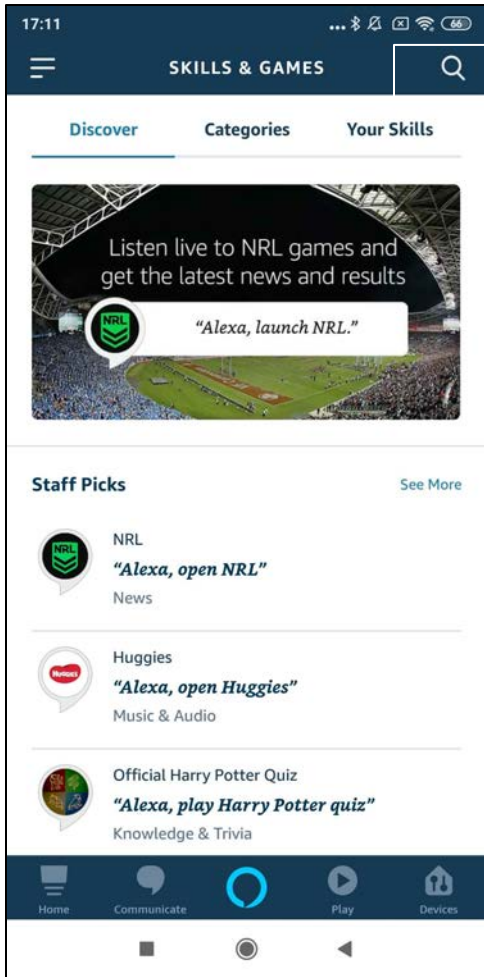 17:11
66
SKILLS & GAMES
Discover Categories Your Skills
Listen live to NRL games and
get the latest news and results
NRL
“Alexa, launch NRL.”
Staff Picks See More
NRL
NRL
“Alexa, open NRL”
News
HUGGIES
Huggies
“Alexa, open Huggies”
Music & Audio
Official Harry Potter Quiz
“Alexa, play Harry Potter quiz”
Knowledge & Trivia
Home Communicate Play Devices